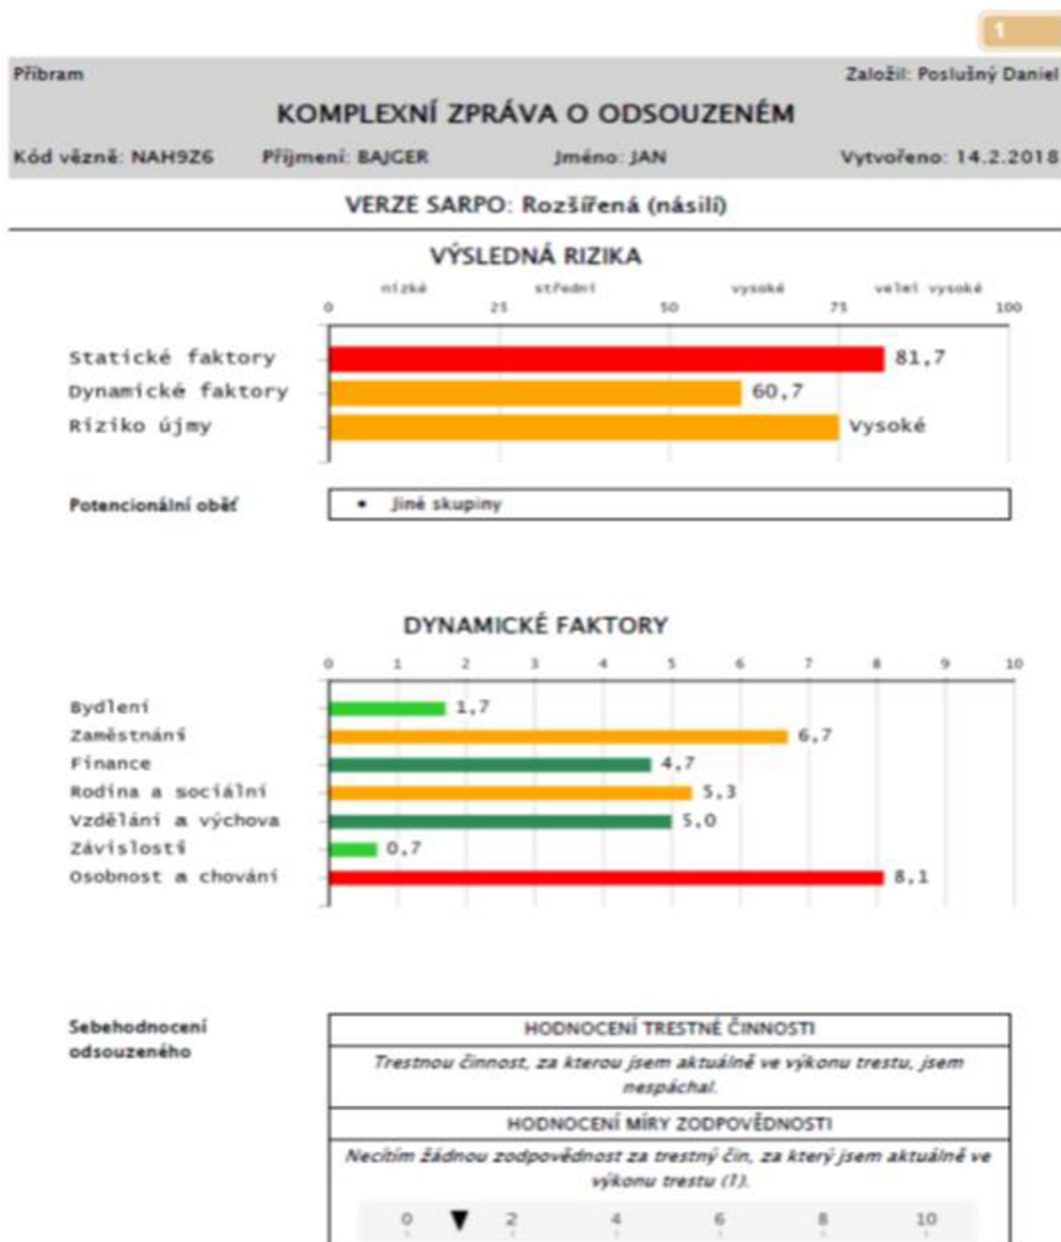 1
Příbram Založil: Poslušný Daniel
KOMPLEXNÍ ZPRÁVA O ODSOUZENÉM
Kód vězně: NAH9Z6 Příjmení: BAJGER Jméno: JAN Vytvořeno: 14.2.2018
VERZE SARPO: Rozšířená (násilí)
VÝSLEDNÁ RIZIKA
nízké střední vysoké velmi vysoké
0 25 50 75 100
Statické faktory 81,7
Dynamické faktory 60,7
Riziko újmy Vysoké
Potencionální oběť • Jiné skupiny
DYNAMICKÉ FAKTORY
0 1 2 3 4 5 6 7 8 9 10
Bydlení 1,7
Zaměstnání 6,7
Finance 4,7
Rodina a sociální 5,3
Vzdělání a výchova 5,0
Závislosti 0,7
Osobnost a chování 8,1
Sebehodnocení
odsouzeného
HODNOCENÍ TRESTNÉ ČINNOSTI
Trestnou činnost, za kterou jsem aktuálně ve výkonu trestu, jsem
nespáchal.
HODNOCENÍ MÍRY ZODPOVĚDNOSTI
Necítím žádnou zodpovědnost za trestný čin, za který jsem aktuálně ve
výkonu trestu (1).
0 2 4 6 8 10